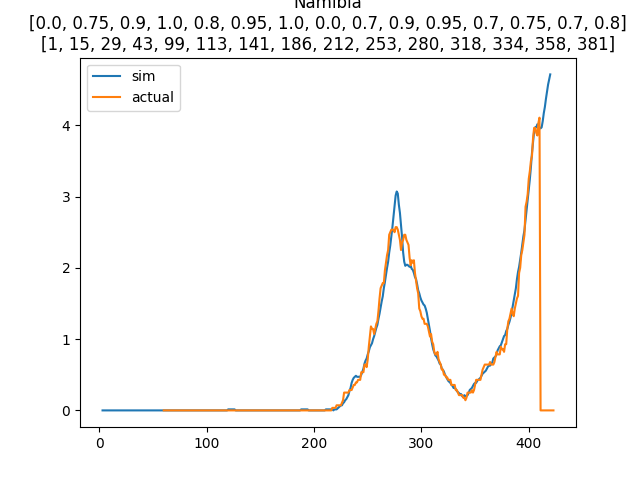 Namibia
[0.0, 0.75, 0.9, 1.0, 0.8, 0.95, 1.0, 0.0, 0.7, 0.9, 0.95, 0.7, 0.75, 0.7, 0.8]
[1, 15, 29, 43, 99, 113, 141, 186, 212, 253, 280, 318, 334, 358, 381]
sim
actual
4
3
2
1
0
0 100 200 300 400